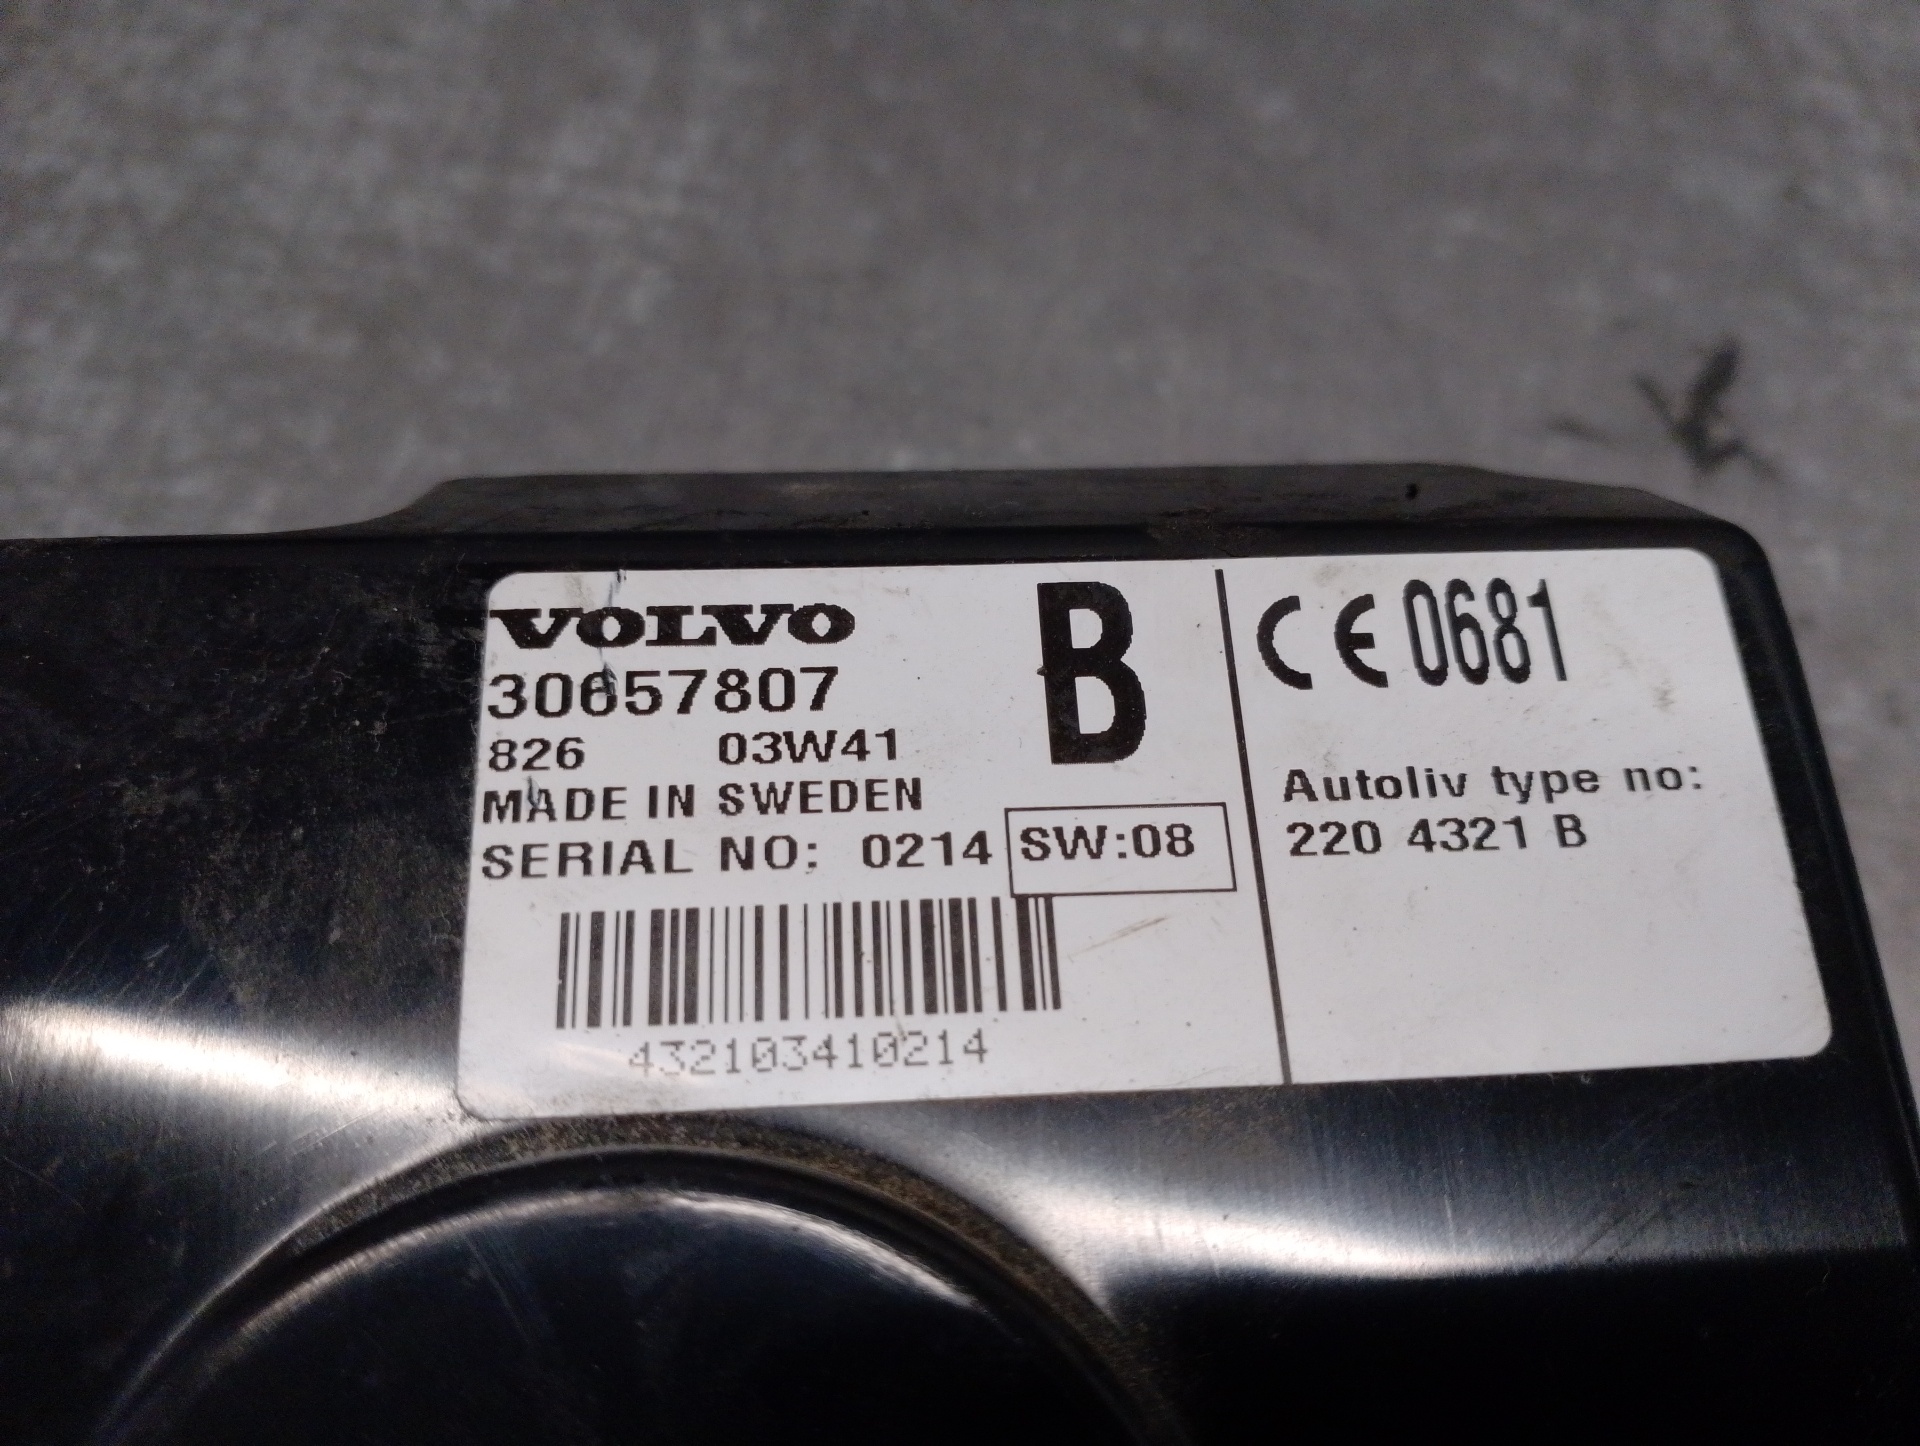 VOLVO
30657807
826 03W41
MADE IN SWEDEN
SERIAL NO: 0214
SW:08
432103410214
B
CE 0681
Autoliv type no:
220 4321 B